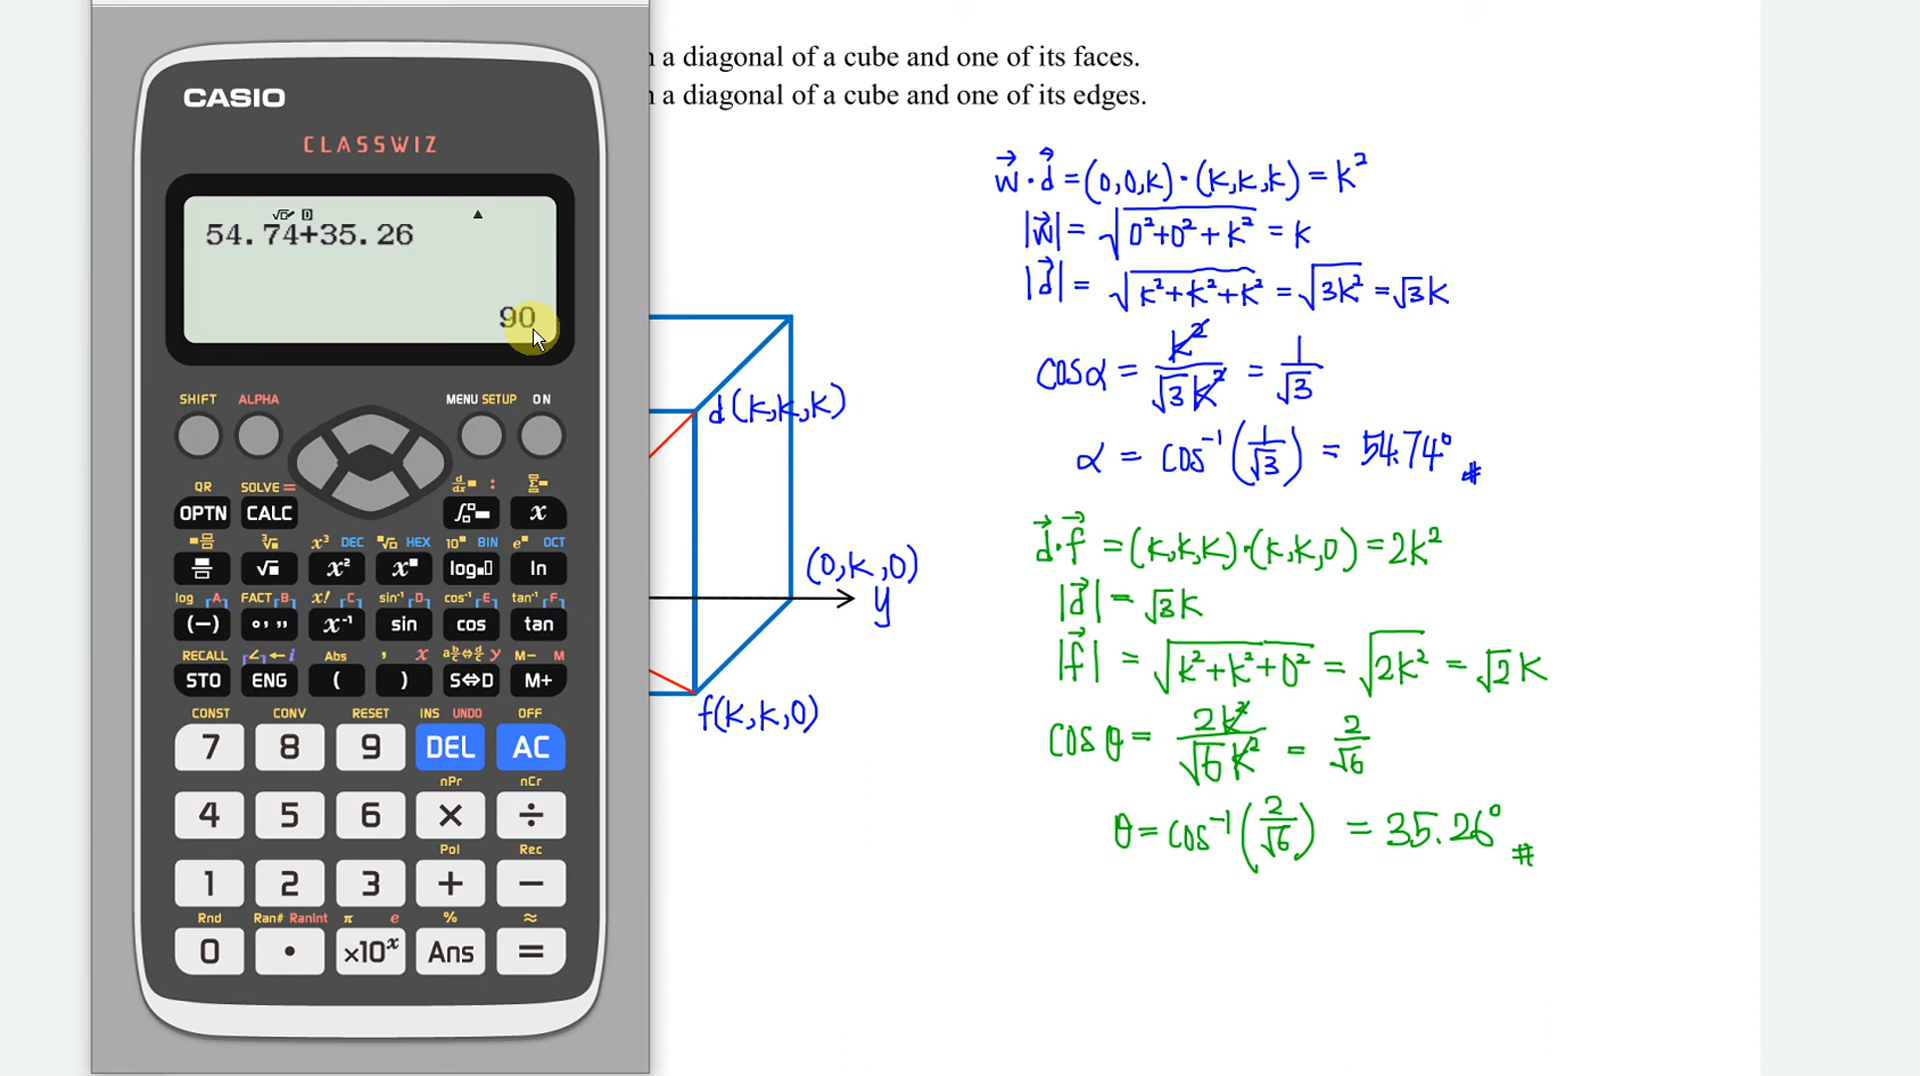 n a diagonal of a cube and one of its faces.
n a diagonal of a cube and one of its edges.
CASIO
CLASSWIZ
√▱ D ▲
54.74+35.26
90
SHIFT ALPHA MENU SETUP ON
QR SOLVE = d/dx■ : Σ■
OPTN CALC ∫■ x
■▤ ³√■ x³ DEC ■√□ HEX 10■ BIN e■ OCT
√■ x² x■ log■□ ln
log A FACT B x! C sin⁻¹ D cos⁻¹ E tan⁻¹ F
(−) ° ’ ” x⁻¹ sin cos tan
RECALL ∠ ← i Abs , x a b/c⇔d/c y M− M
STO ENG ( ) S⇔D M+
CONST CONV RESET INS UNDO OFF
7 8 9 DEL AC
nPr nCr
4 5 6 × ÷
Pol Rec
1 2 3 + −
Rnd Ran# RanInt π e % ≈
0 • ×10ˣ Ans =
d(k,k,k)
(0,k,0)
y
f(k,k,0)
w⃗·d⃗ = (0,0,k)·(k,k,k) = k²
|w⃗| = √(0²+0²+k²) = k
|d⃗| = √(k²+k²+k²) = √(3k²) = √3k
cosα = k²/(√3k²) = 1/√3
α = cos⁻¹(1/√3) = 54.74° #
d⃗·f⃗ = (k,k,k)·(k,k,0) = 2k²
|d⃗| = √3k
|f⃗| = √(k²+k²+0²) = √(2k²) = √2k
cosθ = 2k²/(√6k²) = 2/√6
θ = cos⁻¹(2/√6) = 35.26° #